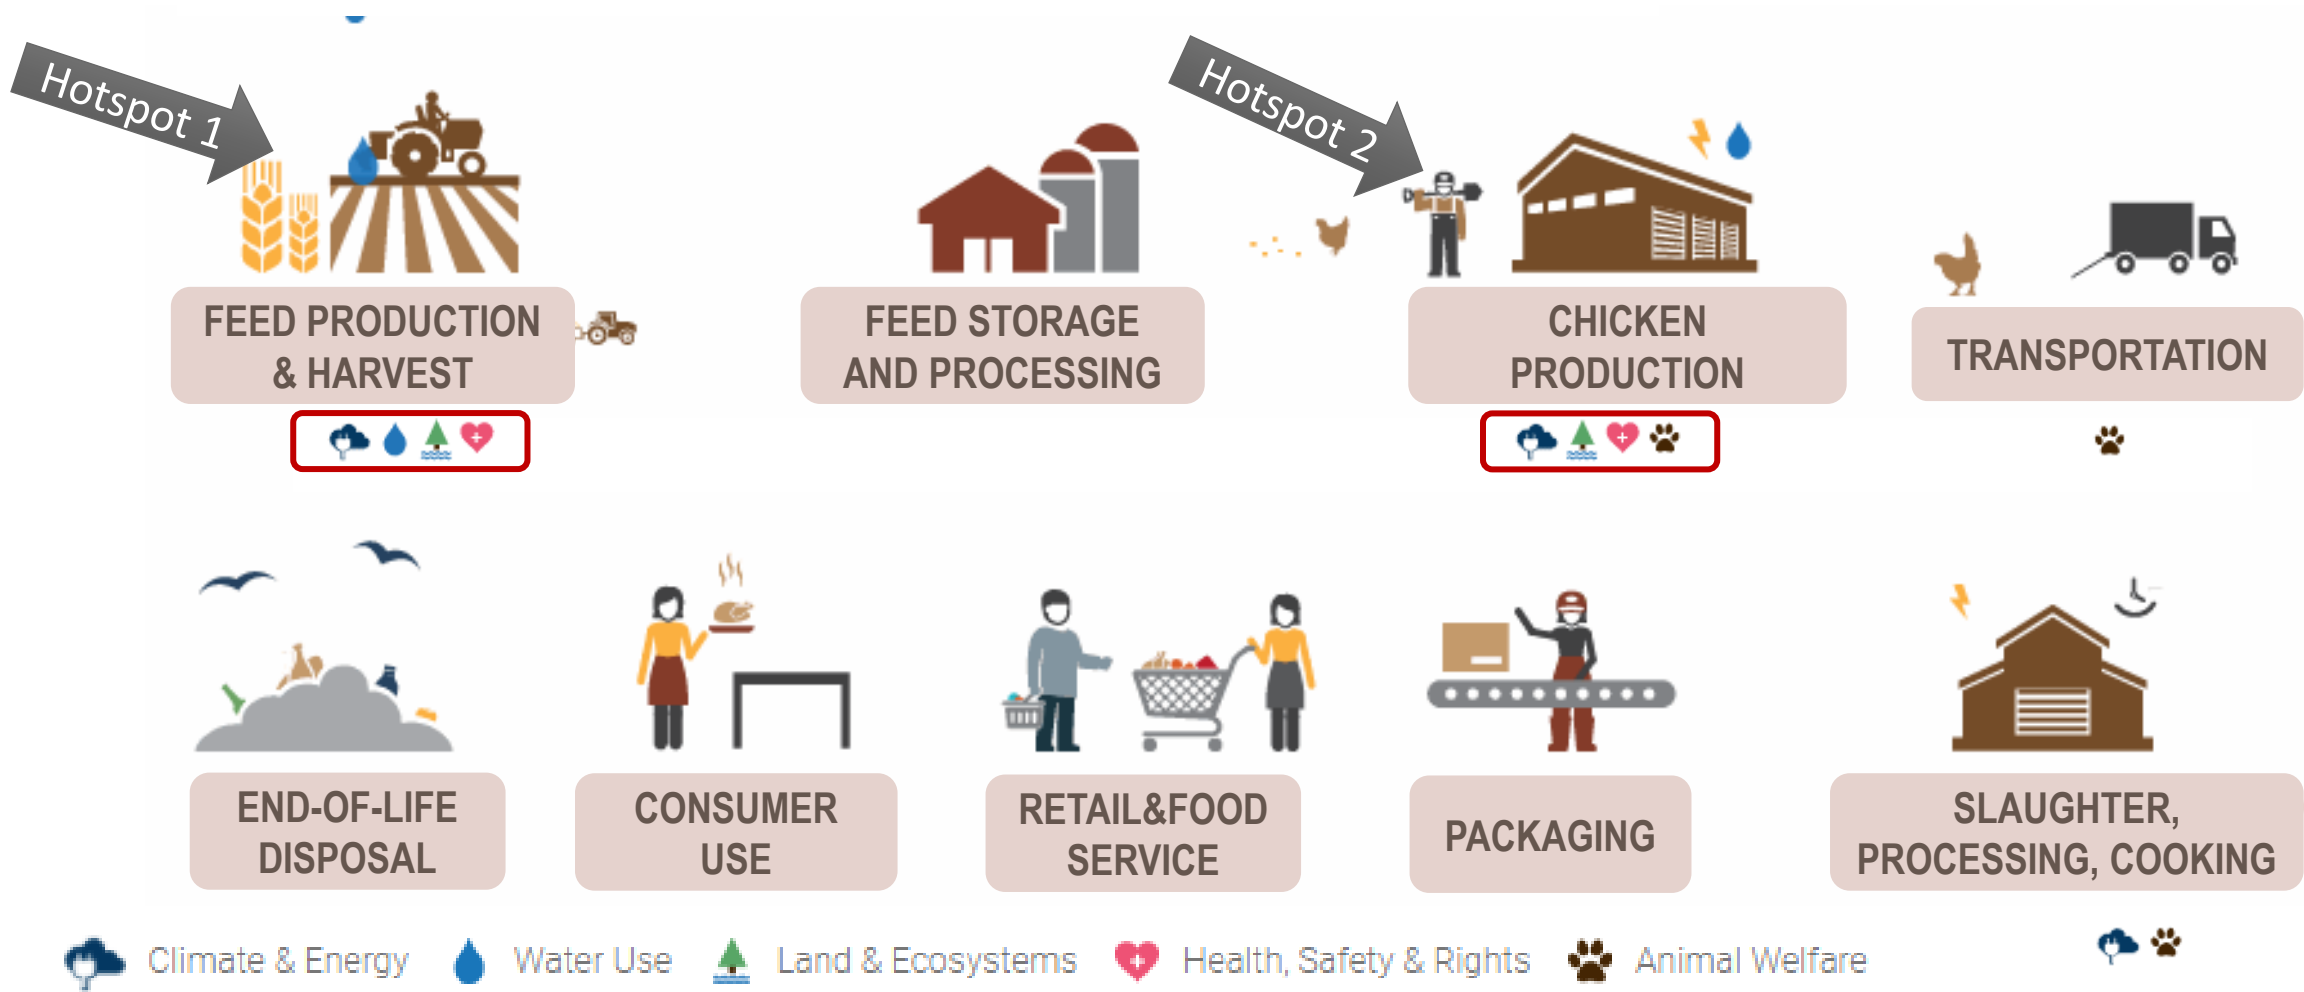 Hotspot 1
Hotspot 2
FEED PRODUCTION
& HARVEST
FEED STORAGE
AND PROCESSING
CHICKEN
PRODUCTION
TRANSPORTATION
END-OF-LIFE
DISPOSAL
CONSUMER
USE
RETAIL&FOOD
SERVICE
PACKAGING
SLAUGHTER,
PROCESSING, COOKING
Climate & Energy
Water Use
Land & Ecosystems
Health, Safety & Rights
Animal Welfare